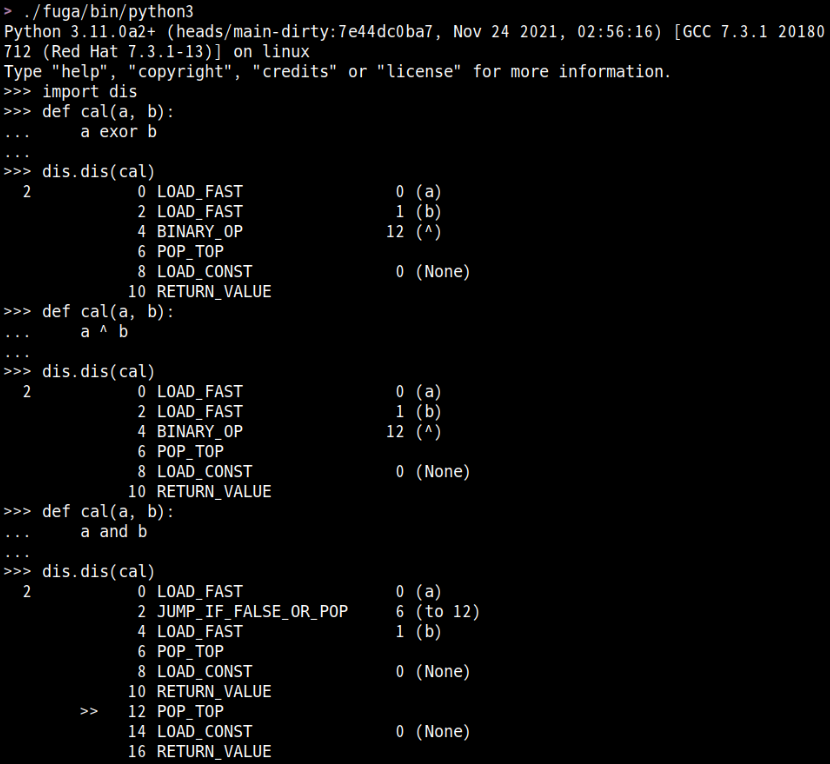 > ./fuga/bin/python3
Python 3.11.0a2+ (heads/main-dirty:7e44dc0ba7, Nov 24 2021, 02:56:16) [GCC 7.3.1 20180
712 (Red Hat 7.3.1-13)] on linux
Type "help", "copyright", "credits" or "license" for more information.
>>> import dis
>>> def cal(a, b):
...     a exor b
...
>>> dis.dis(cal)
  2           0 LOAD_FAST                0 (a)
              2 LOAD_FAST                1 (b)
              4 BINARY_OP               12 (^)
              6 POP_TOP
              8 LOAD_CONST               0 (None)
             10 RETURN_VALUE
>>> def cal(a, b):
...     a ^ b
...
>>> dis.dis(cal)
  2           0 LOAD_FAST                0 (a)
              2 LOAD_FAST                1 (b)
              4 BINARY_OP               12 (^)
              6 POP_TOP
              8 LOAD_CONST               0 (None)
             10 RETURN_VALUE
>>> def cal(a, b):
...     a and b
...
>>> dis.dis(cal)
  2           0 LOAD_FAST                0 (a)
              2 JUMP_IF_FALSE_OR_POP     6 (to 12)
              4 LOAD_FAST                1 (b)
              6 POP_TOP
              8 LOAD_CONST               0 (None)
             10 RETURN_VALUE
        >>   12 POP_TOP
             14 LOAD_CONST               0 (None)
             16 RETURN_VALUE